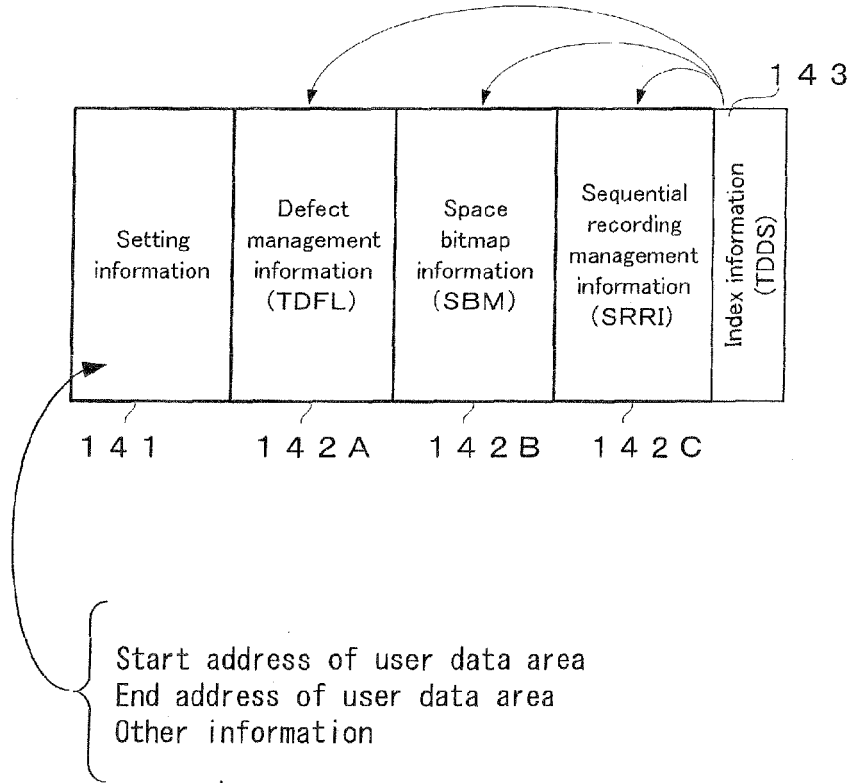 143
Setting
information
Defect
management
information
(TDFL)
Space
bitmap
information
(SBM)
Sequential
recording
management
information
(SRRI)
Index information
(TDDS)
141
142A
142B
142C
Start address of user data area
End address of user data area
Other information